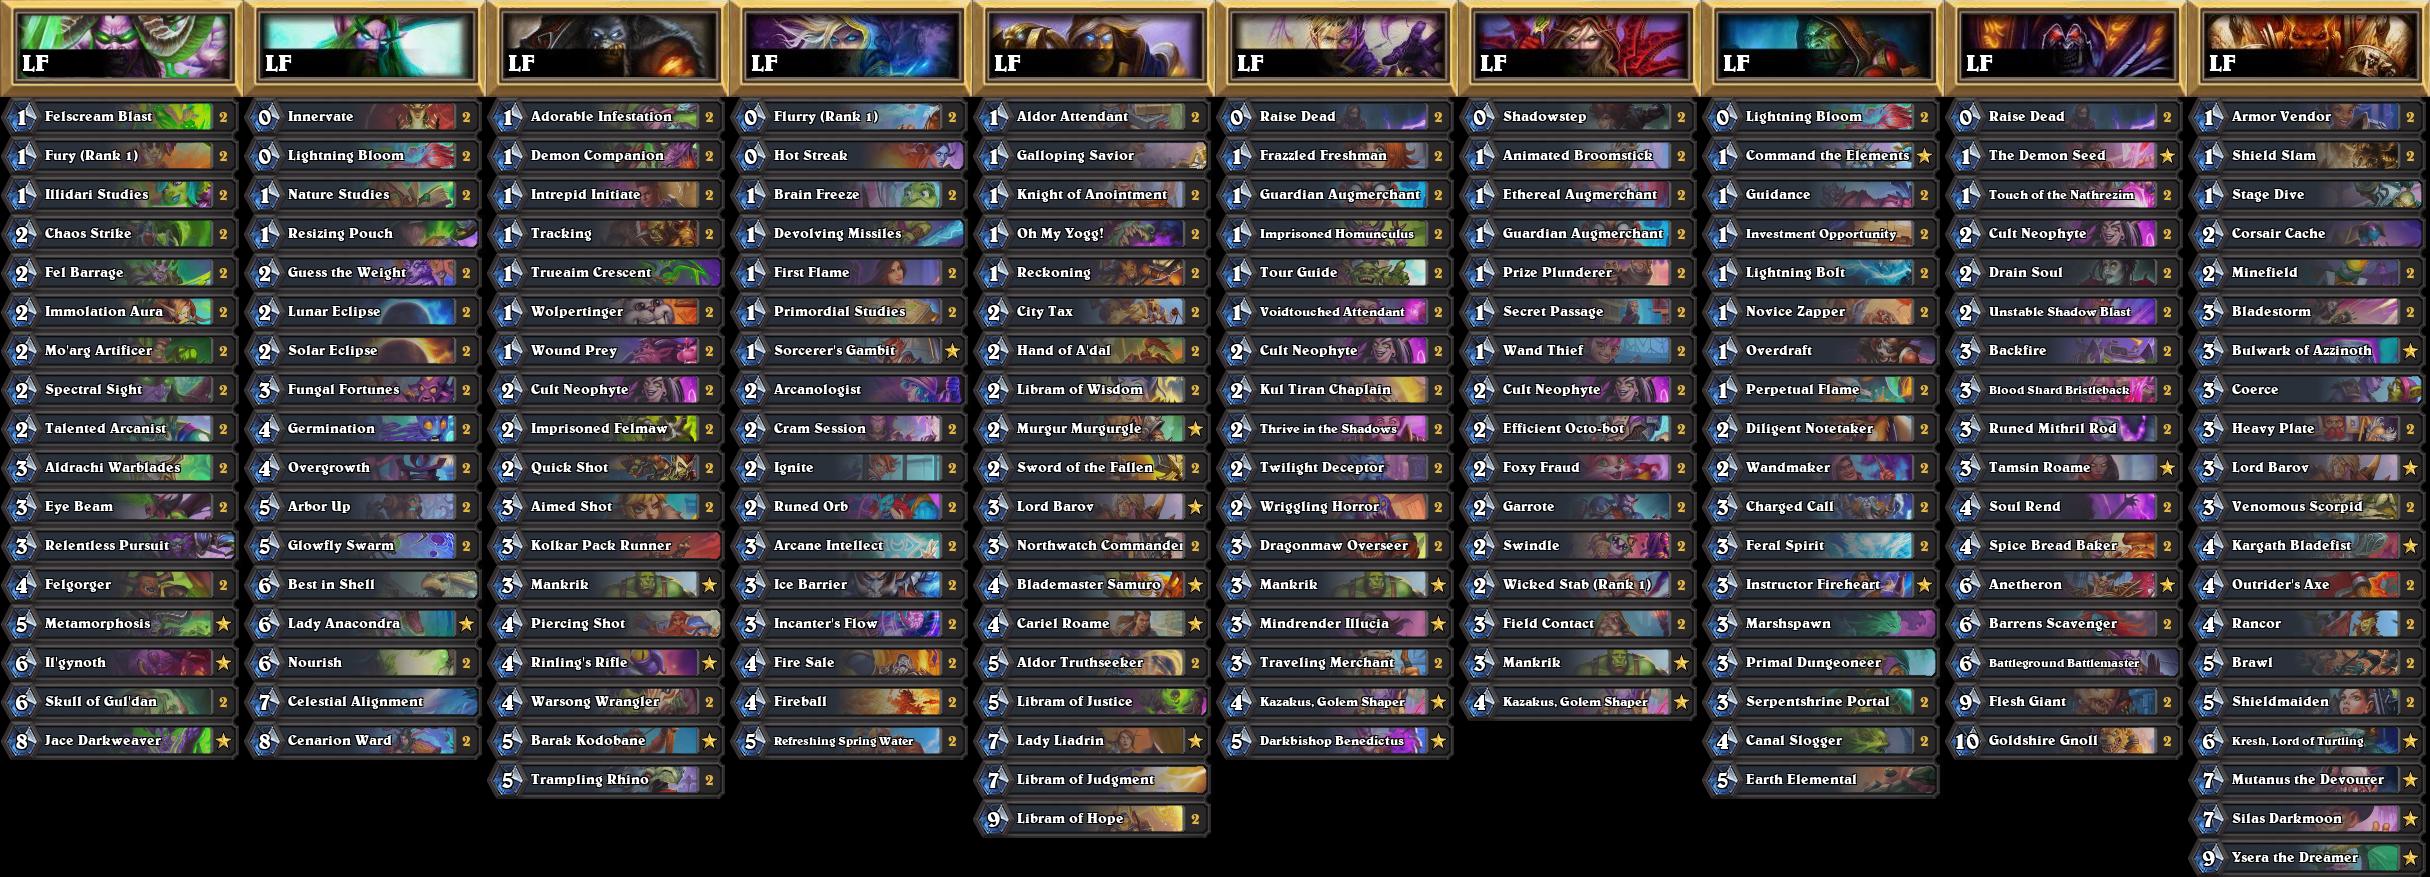 LF
1 Felscream Blast 2
1 Fury (Rank 1) 2
1 Illidari Studies 2
2 Chaos Strike 2
2 Fel Barrage 2
2 Immolation Aura 2
2 Mo'arg Artificer 2
2 Spectral Sight 2
2 Talented Arcanist 2
3 Aldrachi Warblades 2
3 Eye Beam 2
3 Relentless Pursuit
4 Felgorger 2
5 Metamorphosis
6 Il'gynoth
6 Skull of Gul'dan 2
8 Jace Darkweaver
LF
0 Innervate 2
0 Lightning Bloom 2
1 Nature Studies 2
1 Resizing Pouch
2 Guess the Weight 2
2 Lunar Eclipse 2
2 Solar Eclipse 2
3 Fungal Fortunes 2
4 Germination 2
4 Overgrowth 2
5 Arbor Up 2
5 Glowfly Swarm 2
6 Best in Shell
6 Lady Anacondra
6 Nourish 2
7 Celestial Alignment
8 Cenarion Ward 2
LF
1 Adorable Infestation 2
1 Demon Companion 2
1 Intrepid Initiate 2
1 Tracking 2
1 Trueaim Crescent
1 Wolpertinger 2
1 Wound Prey 2
2 Cult Neophyte 2
2 Imprisoned Felmaw 2
2 Quick Shot 2
3 Aimed Shot 2
3 Kolkar Pack Runner
3 Mankrik
4 Piercing Shot
4 Rinling's Rifle
4 Warsong Wrangler 2
5 Barak Kodobane
5 Trampling Rhino 2
LF
0 Flurry (Rank 1) 2
0 Hot Streak
1 Brain Freeze 2
1 Devolving Missiles
1 First Flame 2
1 Primordial Studies 2
1 Sorcerer's Gambit
2 Arcanologist
2 Cram Session 2
2 Ignite 2
2 Runed Orb 2
3 Arcane Intellect 2
3 Ice Barrier 2
3 Incanter's Flow 2
4 Fire Sale 2
4 Fireball 2
5 Refreshing Spring Water 2
LF
1 Aldor Attendant 2
1 Galloping Savior
1 Knight of Anointment 2
1 Oh My Yogg! 2
1 Reckoning 2
2 City Tax 2
2 Hand of A'dal 2
2 Libram of Wisdom 2
2 Murgur Murgurgle
2 Sword of the Fallen 2
3 Lord Barov
3 Northwatch Commander 2
4 Blademaster Samuro
4 Cariel Roame
5 Aldor Truthseeker 2
5 Libram of Justice
7 Lady Liadrin
7 Libram of Judgment
9 Libram of Hope 2
LF
0 Raise Dead 2
1 Frazzled Freshman 2
1 Guardian Augmerchant 2
1 Imprisoned Homunculus 2
1 Tour Guide 2
1 Voidtouched Attendant 2
2 Cult Neophyte 2
2 Kul Tiran Chaplain 2
2 Thrive in the Shadows 2
2 Twilight Deceptor 2
2 Wriggling Horror 2
3 Dragonmaw Overseer 2
3 Mankrik
3 Mindrender Illucia
3 Traveling Merchant 2
4 Kazakus, Golem Shaper
5 Darkbishop Benedictus
LF
0 Shadowstep 2
1 Animated Broomstick 2
1 Ethereal Augmerchant 2
1 Guardian Augmerchant 2
1 Prize Plunderer 2
1 Secret Passage 2
1 Wand Thief 2
2 Cult Neophyte 2
2 Efficient Octo-bot 2
2 Foxy Fraud 2
2 Garrote 2
2 Swindle 2
2 Wicked Stab (Rank 1) 2
3 Field Contact 2
3 Mankrik
4 Kazakus, Golem Shaper
LF
0 Lightning Bloom 2
1 Command the Elements
1 Guidance 2
1 Investment Opportunity 2
1 Lightning Bolt 2
1 Novice Zapper 2
1 Overdraft
1 Perpetual Flame 2
2 Diligent Notetaker 2
2 Wandmaker 2
3 Charged Call 2
3 Feral Spirit 2
3 Instructor Fireheart
3 Marshspawn
3 Primal Dungeoneer
3 Serpentshrine Portal 2
4 Canal Slogger 2
5 Earth Elemental
LF
0 Raise Dead 2
1 The Demon Seed
1 Touch of the Nathrezim 2
2 Cult Neophyte 2
2 Drain Soul 2
2 Unstable Shadow Blast 2
3 Backfire 2
3 Blood Shard Bristleback 2
3 Runed Mithril Rod 2
3 Tamsin Roame
4 Soul Rend 2
4 Spice Bread Baker 2
6 Anetheron
6 Barrens Scavenger 2
6 Battleground Battlemaster
9 Flesh Giant 2
10 Goldshire Gnoll 2
LF
1 Armor Vendor 2
1 Shield Slam 2
1 Stage Dive
2 Corsair Cache
2 Minefield 2
3 Bladestorm 2
3 Bulwark of Azzinoth
3 Coerce
3 Heavy Plate 2
3 Lord Barov
3 Venomous Scorpid 2
4 Kargath Bladefist
4 Outrider's Axe 2
4 Rancor 2
5 Brawl 2
5 Shieldmaiden 2
6 Kresh, Lord of Turtling
7 Mutanus the Devourer
7 Silas Darkmoon
9 Ysera the Dreamer